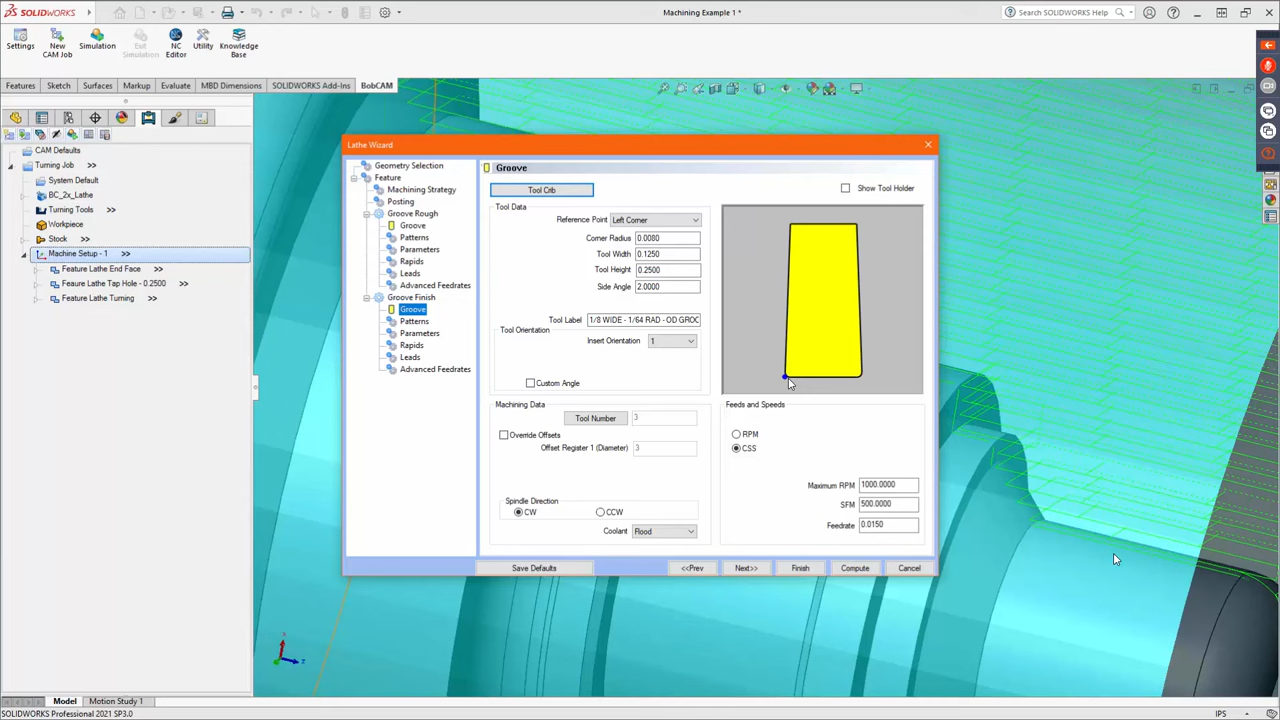 SOLIDWORKS
Machining Example 1 *
Search SOLIDWORKS Help
Settings
New CAM Job
Simulation
Exit Simulation
NC Editor
Utility
Knowledge Base
Features
Sketch
Surfaces
Markup
Evaluate
MBD Dimensions
SOLIDWORKS Add-Ins
BobCAM
CAM Defaults
Turning Job >>
System Default
BC_2x_Lathe
Turning Tools >>
Workpiece
Stock >>
Machine Setup - 1 >>
Feature Lathe End Face >>
Feaure Lathe Tap Hole - 0.2500 >>
Feature Lathe Turning >>
Lathe Wizard
Geometry Selection
Feature
Machining Strategy
Posting
Groove Rough
Groove
Patterns
Parameters
Rapids
Leads
Advanced Feedrates
Groove Finish
Groove
Patterns
Parameters
Rapids
Leads
Advanced Feedrates
Groove
Tool Crib
Show Tool Holder
Tool Data
Reference Point Left Corner
Corner Radius 0.0080
Tool Width 0.1250
Tool Height 0.2500
Side Angle 2.0000
Tool Label 1/8 WIDE - 1/64 RAD - OD GROC
Tool Orientation
Insert Orientation 1
Custom Angle
Machining Data
Tool Number 3
Override Offsets
Offset Register 1 (Diameter) 3
Spindle Direction
CW CCW
Coolant Flood
Feeds and Speeds
RPM
CSS
Maximum RPM 1000.0000
SFM 500.0000
Feedrate 0.0150
Save Defaults
<<Prev
Next>>
Finish
Compute
Cancel
X
Z
Model
Motion Study 1
SOLIDWORKS Professional 2021 SP3.0
IPS